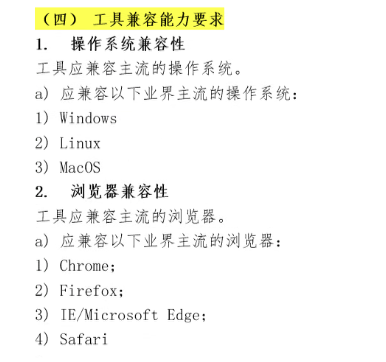 （四） 工具兼容能力要求
1. 操作系统兼容性
工具应兼容主流的操作系统。
a) 应兼容以下业界主流的操作系统：
1) Windows
2) Linux
3) MacOS
2. 浏览器兼容性
工具应兼容主流的浏览器。
a) 应兼容以下业界主流的浏览器：
1) Chrome；
2) Firefox；
3) IE/Microsoft Edge；
4) Safari